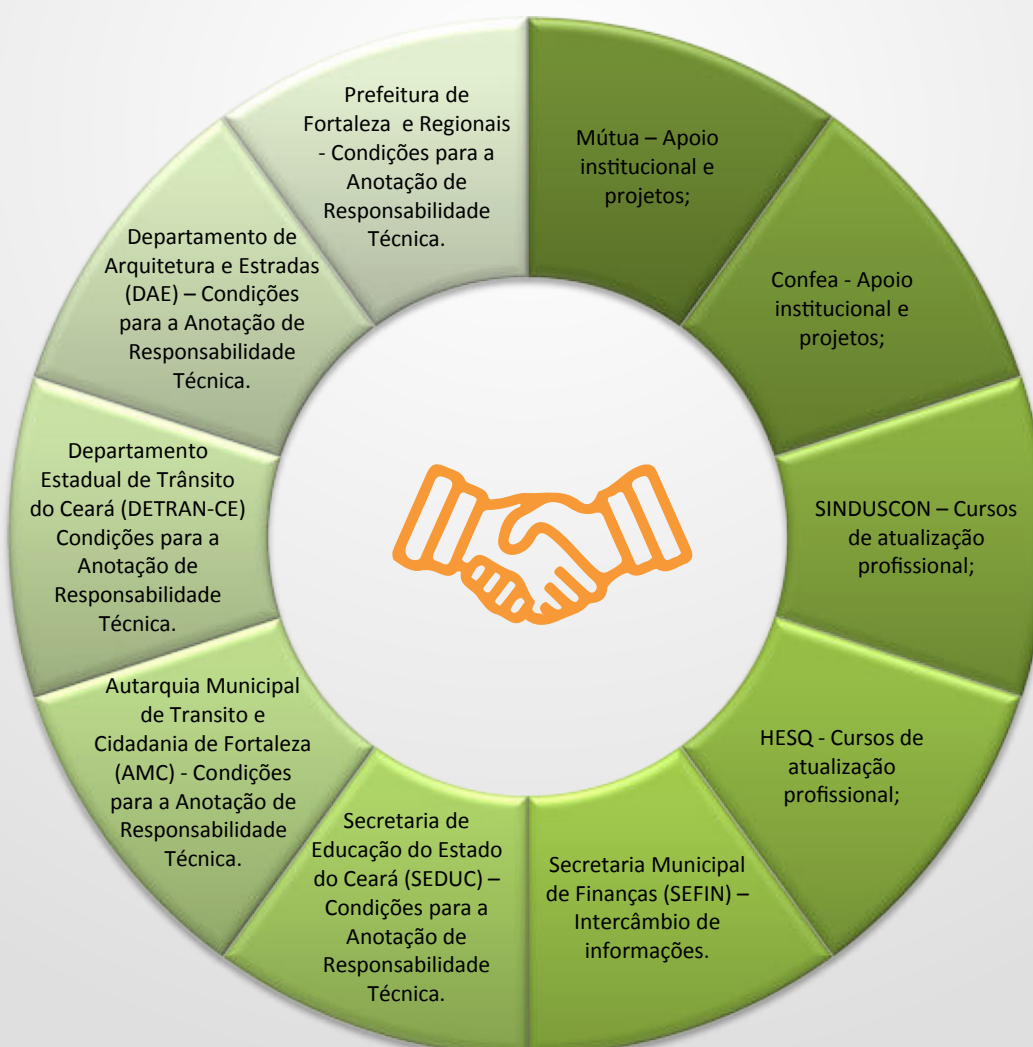 Mútua – Apoio
institucional e
projetos;
Confea - Apoio
institucional e
projetos;
SINDUSCON – Cursos
de atualização
profissional;
HESQ - Cursos de
atualização
profissional;
Secretaria Municipal
de Finanças (SEFIN) –
Intercâmbio de
informações.
Secretaria de
Educação do Estado
do Ceará (SEDUC) –
Condições para a
Anotação de
Responsabilidade
Técnica.
Autarquia Municipal
de Transito e
Cidadania de Fortaleza
(AMC) - Condições
para a Anotação de
Responsabilidade
Técnica.
Departamento
Estadual de Trânsito
do Ceará (DETRAN-CE)
Condições para a
Anotação de
Responsabilidade
Técnica.
Departamento de
Arquitetura e Estradas
(DAE) – Condições
para a Anotação de
Responsabilidade
Técnica.
Prefeitura de
Fortaleza e Regionais
- Condições para a
Anotação de
Responsabilidade
Técnica.